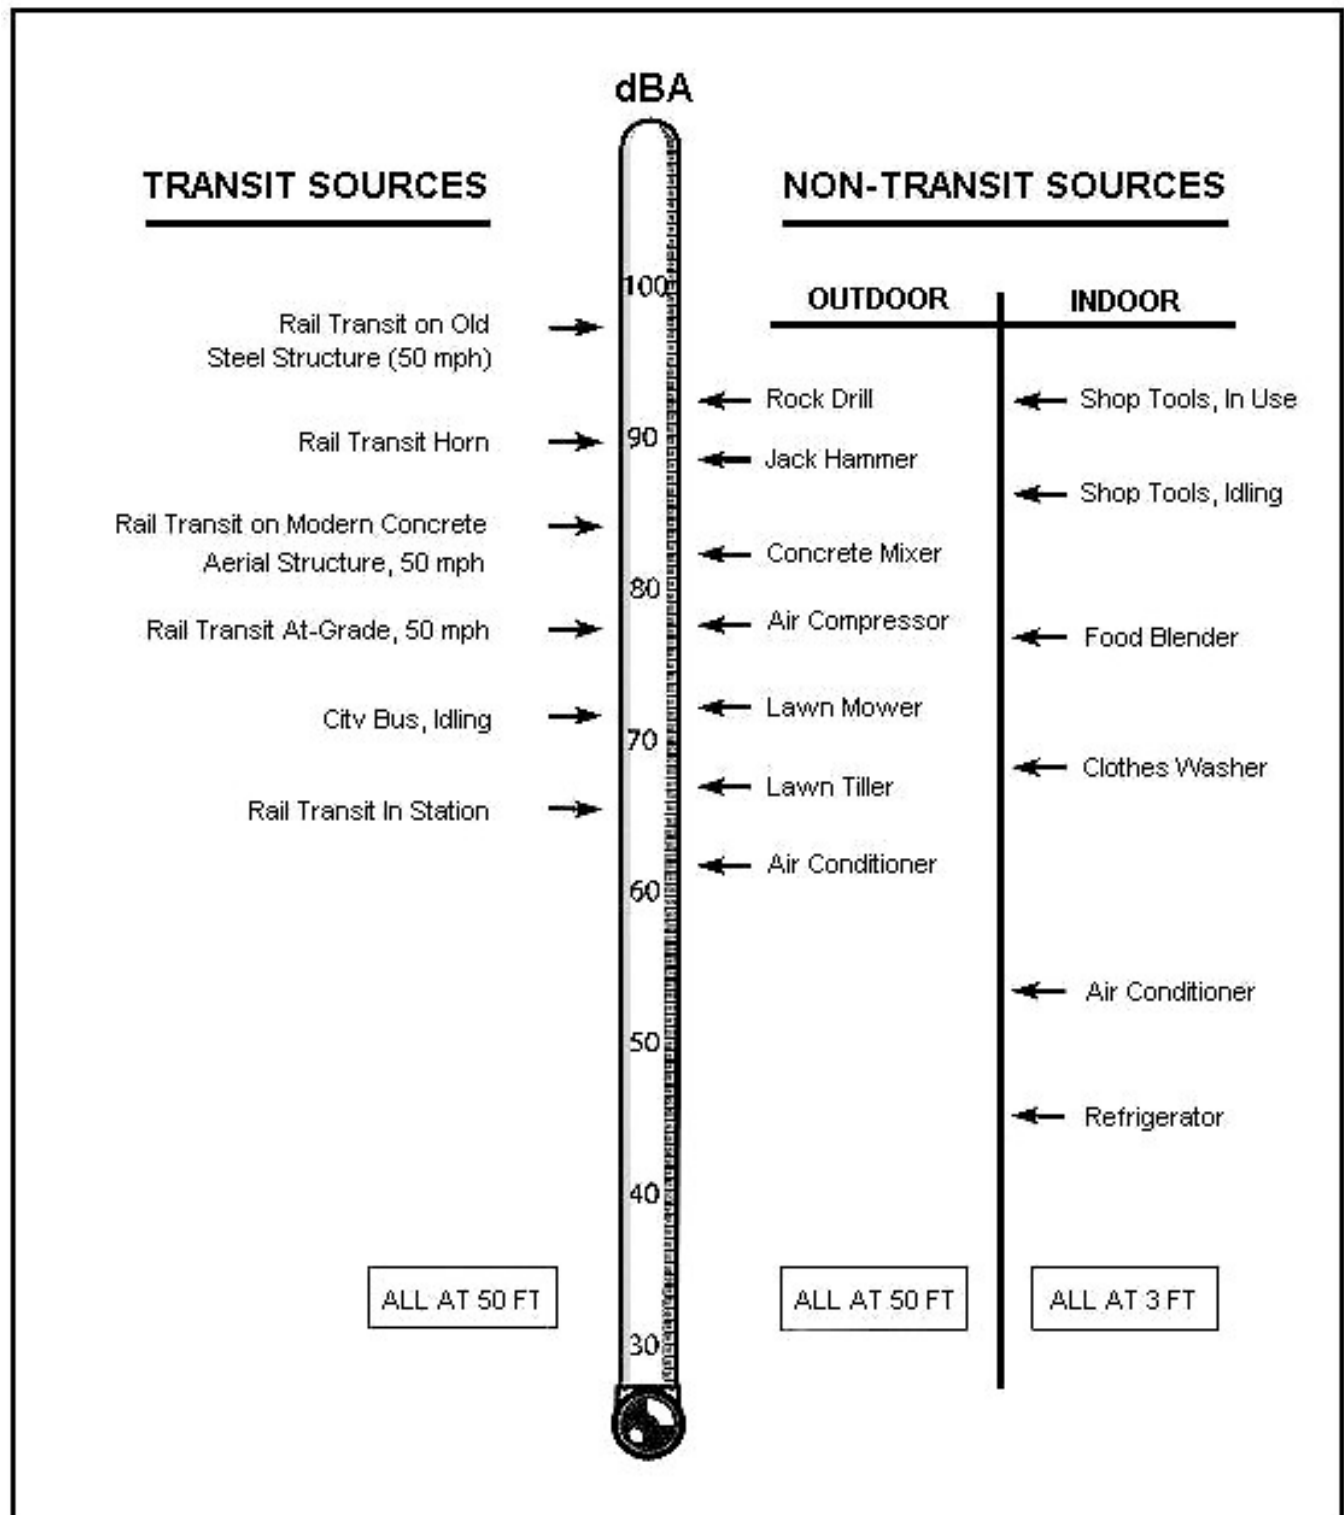 dBA
TRANSIT SOURCES
NON-TRANSIT SOURCES
OUTDOOR
INDOOR
100
90
80
70
60
50
40
30
Rail Transit on Old
Steel Structure (50 mph)
Rail Transit Horn
Rail Transit on Modern Concrete
Aerial Structure, 50 mph
Rail Transit At-Grade, 50 mph
City Bus, Idling
Rail Transit In Station
ALL AT 50 FT
Rock Drill
Jack Hammer
Concrete Mixer
Air Compressor
Lawn Mower
Lawn Tiller
Air Conditioner
ALL AT 50 FT
Shop Tools, In Use
Shop Tools, Idling
Food Blender
Clothes Washer
Air Conditioner
Refrigerator
ALL AT 3 FT